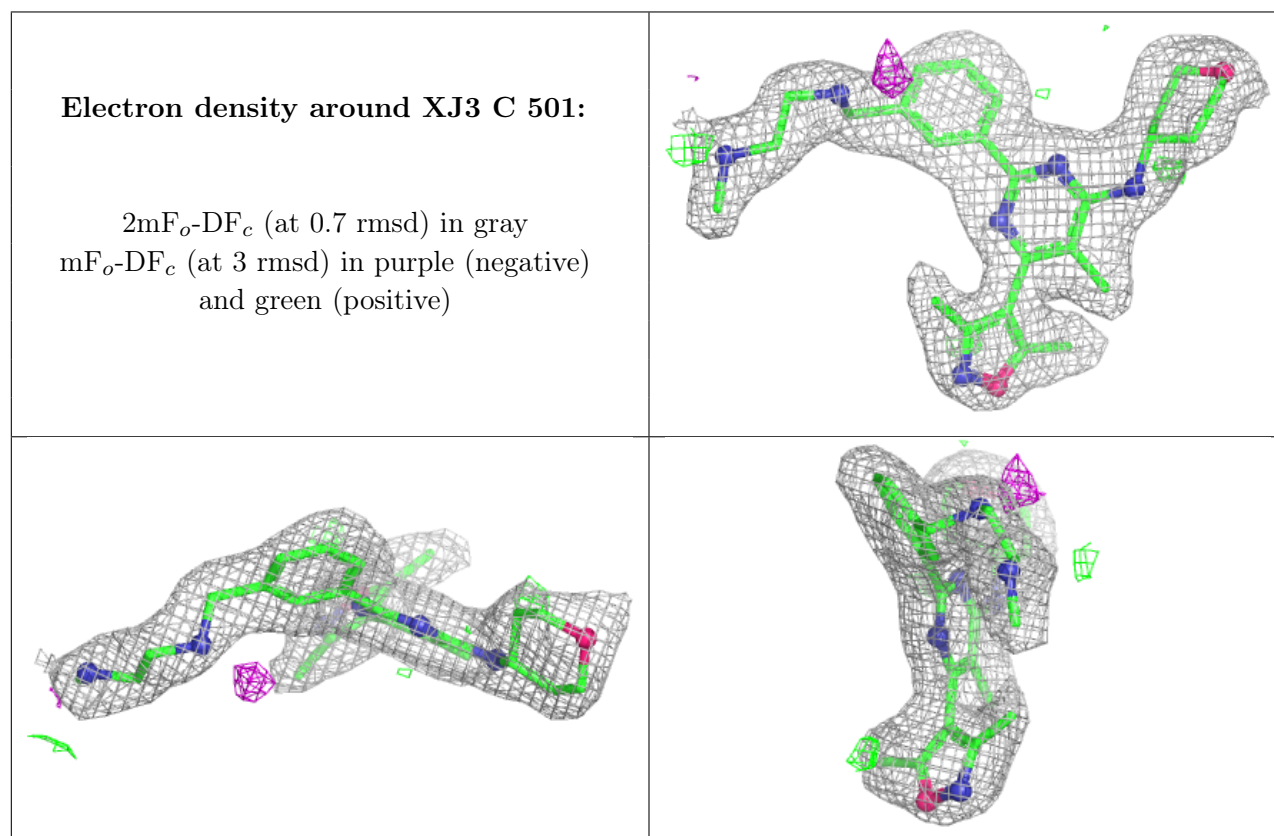 Electron density around XJ3 C 501:
2mFo-DFc (at 0.7 rmsd) in gray
mFo-DFc (at 3 rmsd) in purple (negative)
and green (positive)